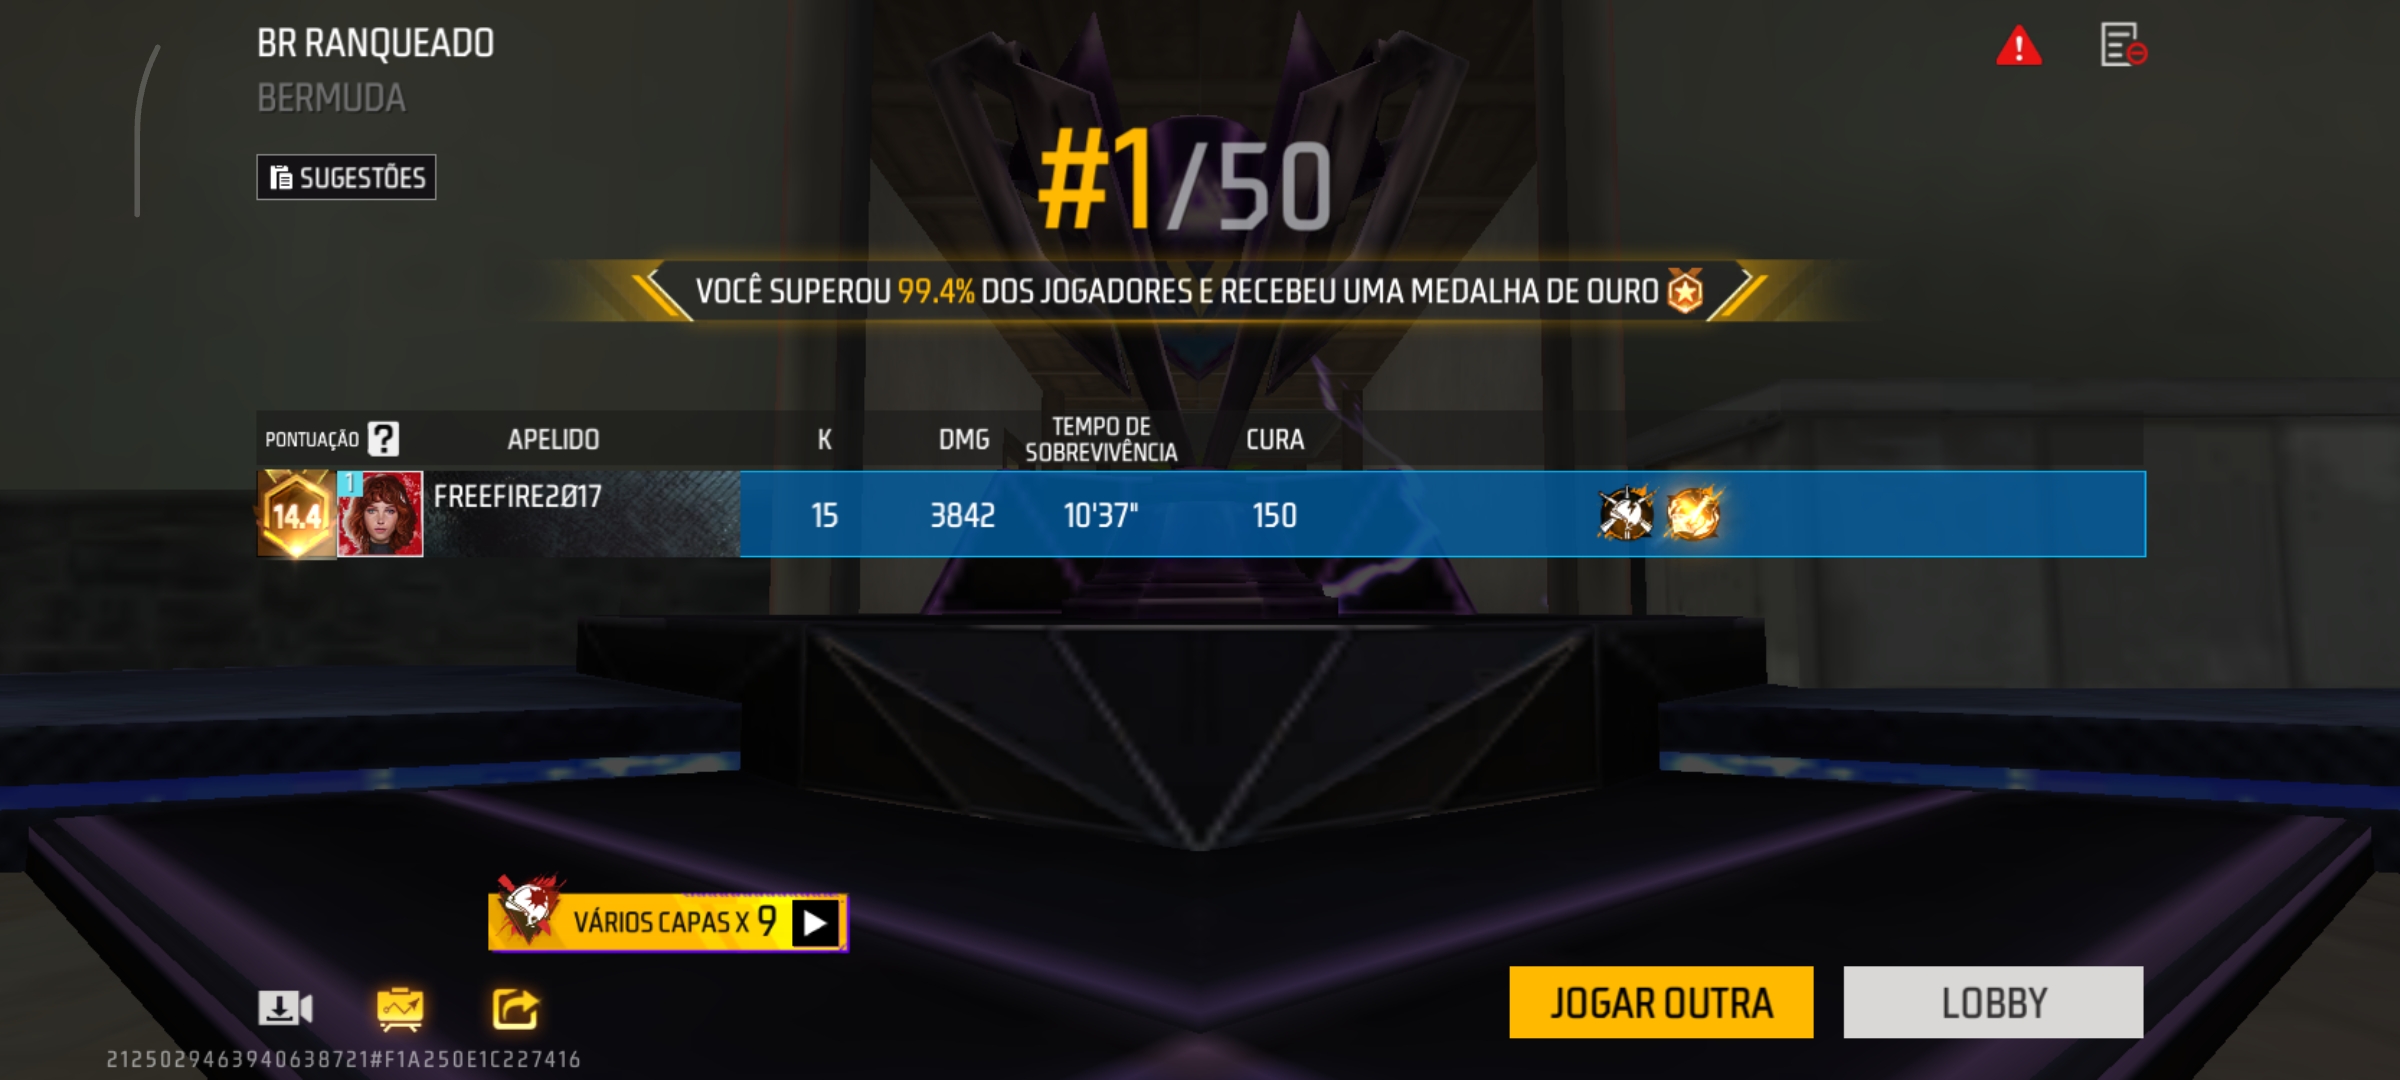 BR RANQUEADO
BERMUDA
SUGESTÕES
#1/50
VOCÊ SUPEROU 99.4% DOS JOGADORES E RECEBEU UMA MEDALHA DE OURO
PONTUAÇÃO ? APELIDO K DMG TEMPO DE SOBREVIVÊNCIA CURA
14.4 1 FREEFIRE2Ø17 15 3842 10'37" 150
VÁRIOS CAPAS X 9
JOGAR OUTRA LOBBY
2125029463940638721#F1A250E1C227416